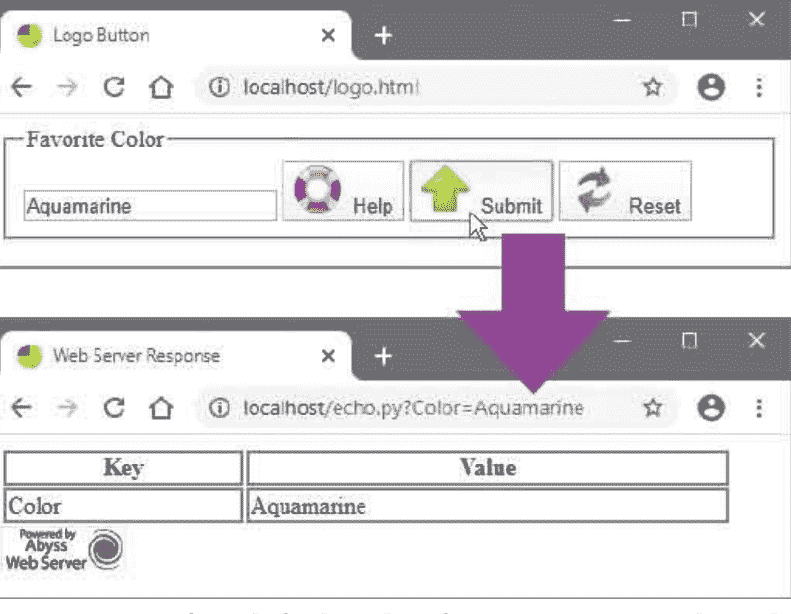 Logo Button
localhost/logo.html
Favorite Color
Aquamarine
Help
Submit
Reset
Web Server Response
localhost/echo.py?Color=Aquamarine
Key Value
Color Aquamarine
Powered by
Abyss
Web Server